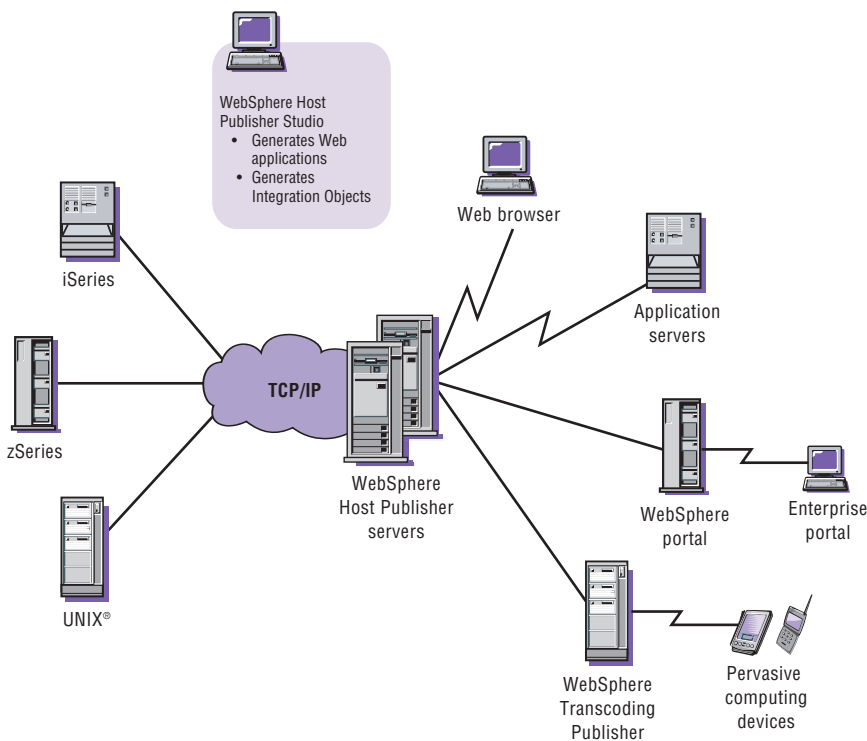 WebSphere Host
Publisher Studio
• Generates Web
applications
• Generates
Integration Objects
Web browser
iSeries
Application
servers
TCP/IP
zSeries
WebSphere
Host Publisher
servers
WebSphere
portal
Enterprise
portal
UNIX®
WebSphere
Transcoding
Publisher
Pervasive
computing
devices